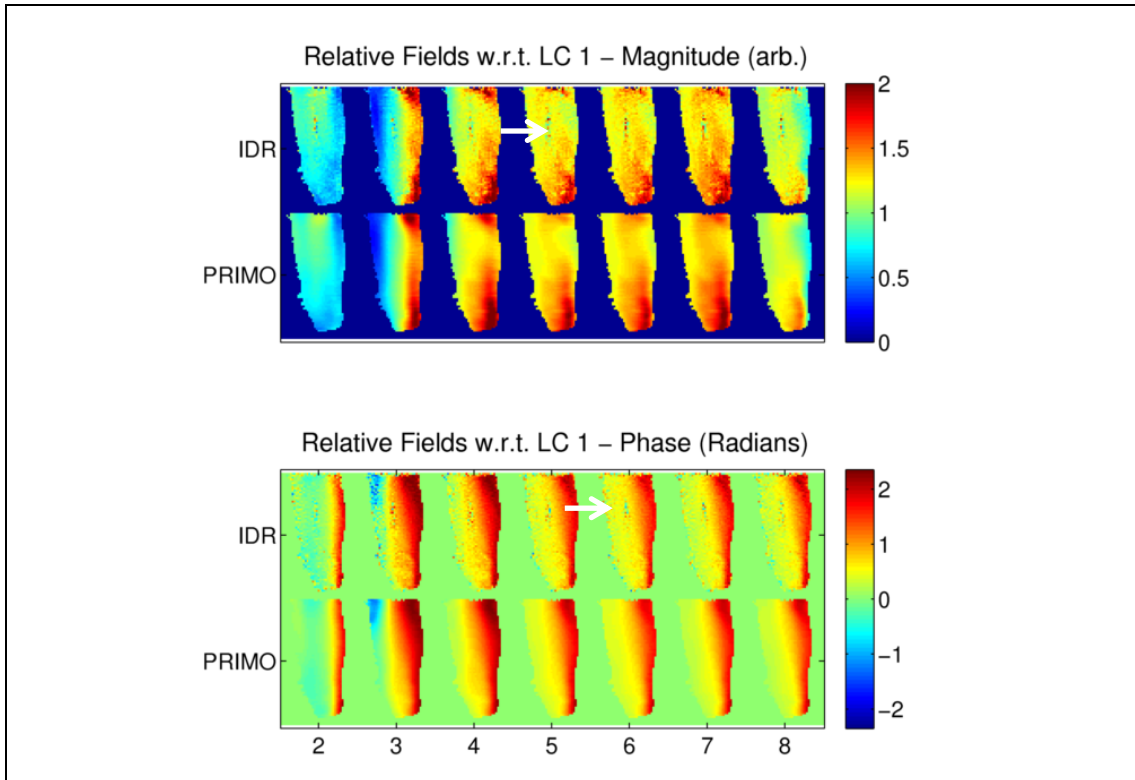 Relative Fields w.r.t. LC 1 − Magnitude (arb.)
IDR
PRIMO
2
1.5
1
0.5
0
Relative Fields w.r.t. LC 1 − Phase (Radians)
IDR
PRIMO
2
1
0
−1
−2
2 3 4 5 6 7 8